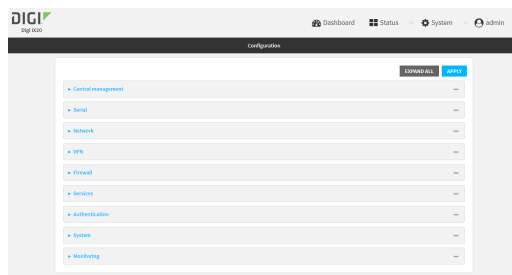 DIGI
Digi IX20
Dashboard Status System admin
Configuration
EXPAND ALL APPLY
Central management
Serial
Network
VPN
Firewall
Services
Authentication
System
Monitoring